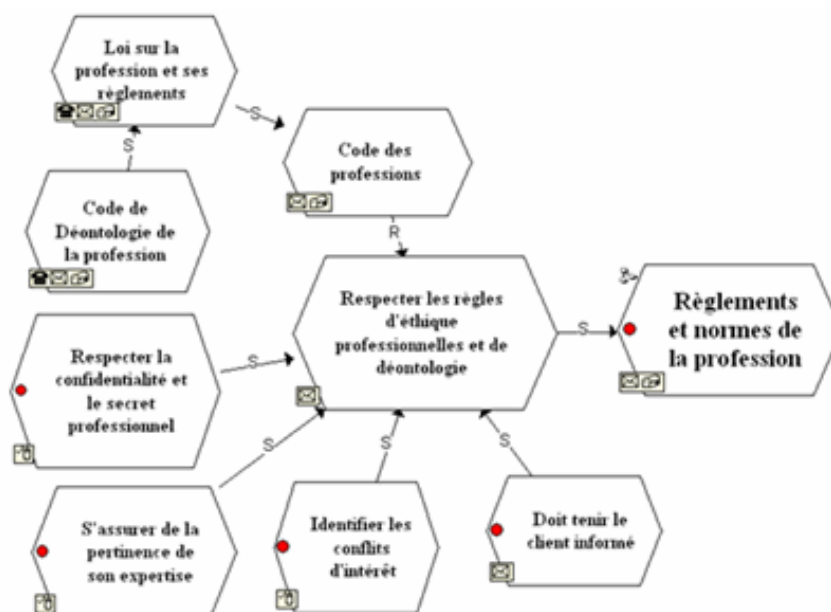 Loi sur la
profession et ses
règlements
S
S
Code des
professions
Code de
Déontologie de
la profession
R
Respecter les règles
d'éthique
professionnelles et de
déontologie
S
Règlements
et normes de
la profession
Respecter la
confidentialité et
le secret
professionnel
S
S
S
S
S'assurer de la
pertinence de
son expertise
Identifier les
conflits
d'intérêt
Doit tenir le
client informé